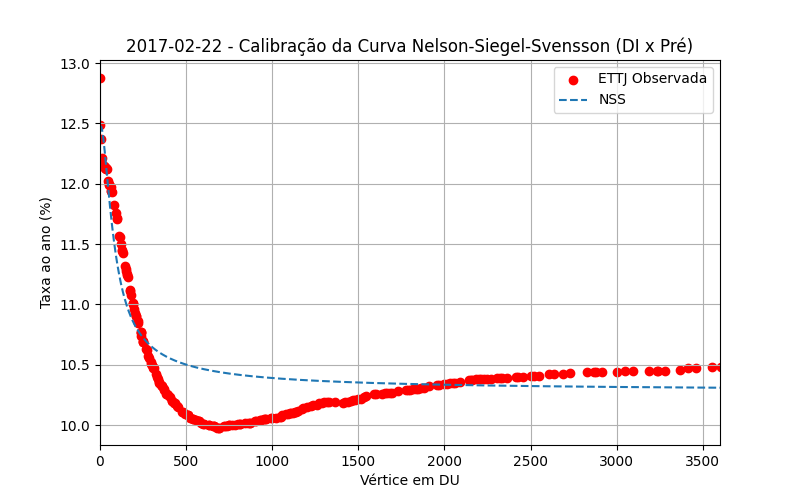 2017-02-22 - Calibração da Curva Nelson-Siegel-Svensson (DI x Pré)
ETTJ Observada
NSS
Taxa ao ano (%)
13.0
12.5
12.0
11.5
11.0
10.5
10.0
0 500 1000 1500 2000 2500 3000 3500
Vértice em DU